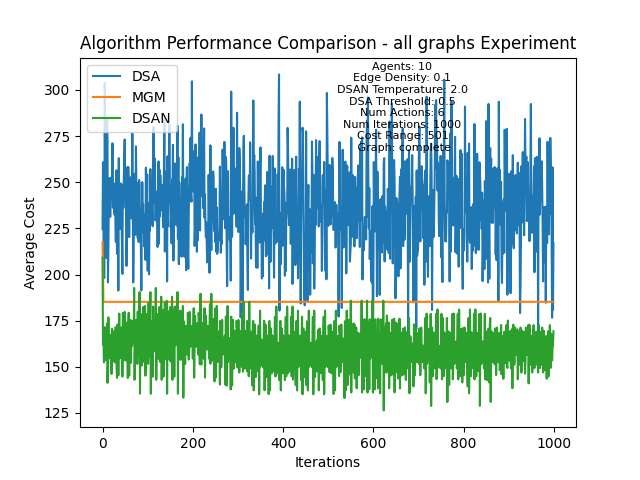 Algorithm Performance Comparison - all graphs Experiment
DSA
MGM
DSAN
Agents: 10
Edge Density: 0.1
DSAN Temperature: 2.0
DSA Threshold: 0.5
Num Actions: 6
Num Iterations: 1000
Cost Range: 501
Graph: complete
Average Cost
300
275
250
225
200
175
150
125
0
200
400
600
800
1000
Iterations